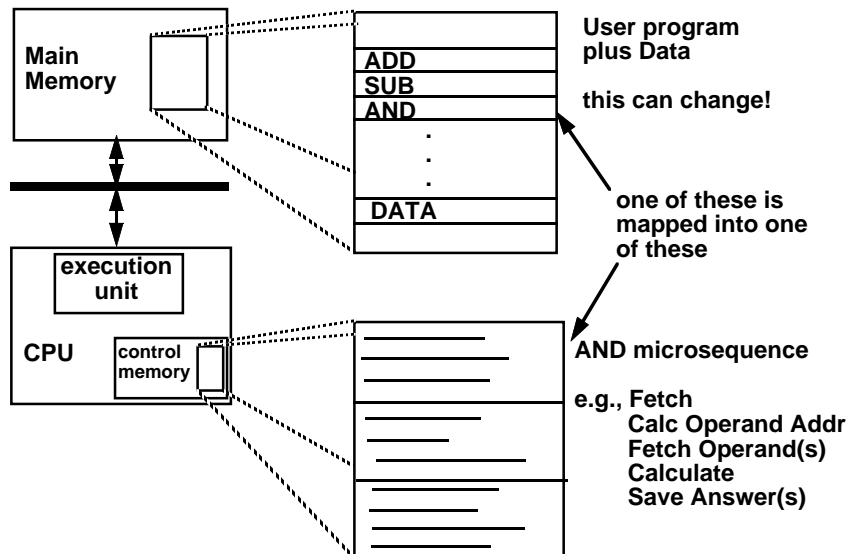 Main
Memory
ADD
SUB
AND
.
.
.
DATA
User program
plus Data
this can change!
one of these is
mapped into one
of these
execution
unit
CPU
control
memory
AND microsequence
e.g., Fetch
Calc Operand Addr
Fetch Operand(s)
Calculate
Save Answer(s)